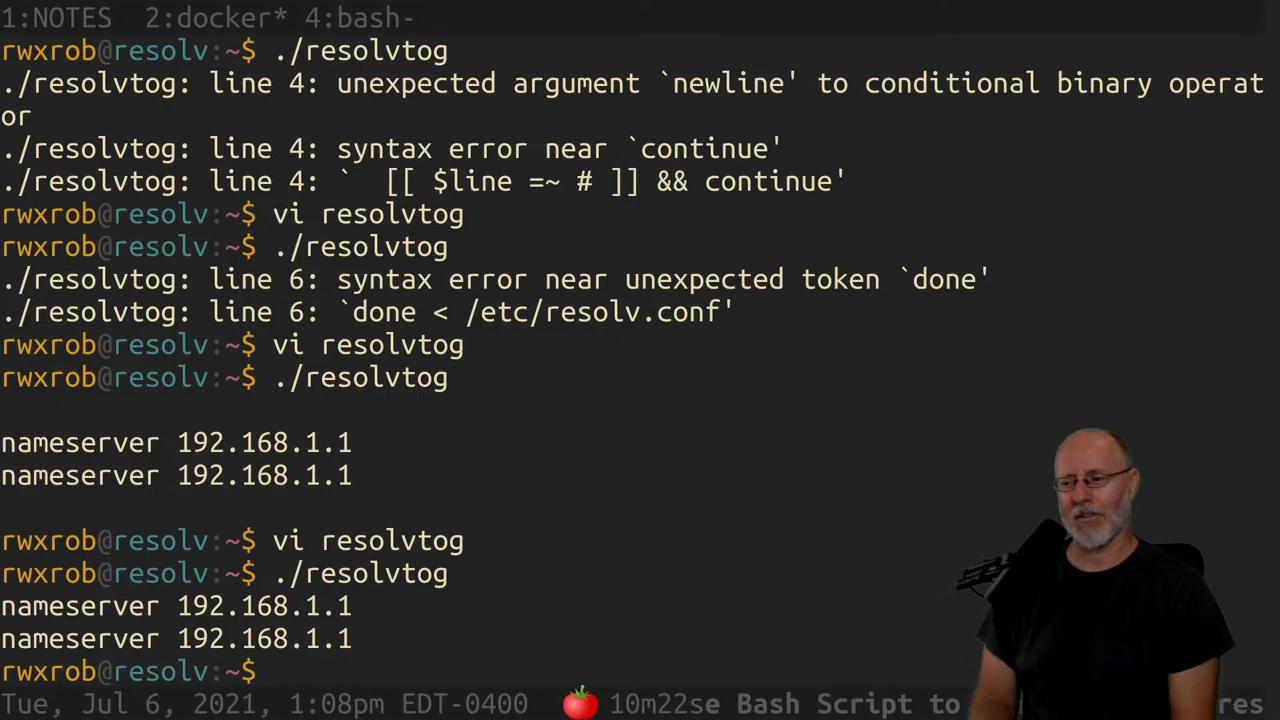 1:NOTES  2:docker* 4:bash-
rwxrob@resolv:~$ ./resolvtog
./resolvtog: line 4: unexpected argument `newline' to conditional binary operat
or
./resolvtog: line 4: syntax error near `continue'
./resolvtog: line 4: `  [[ $line =~ # ]] && continue'
rwxrob@resolv:~$ vi resolvtog
rwxrob@resolv:~$ ./resolvtog
./resolvtog: line 6: syntax error near unexpected token `done'
./resolvtog: line 6: `done < /etc/resolv.conf'
rwxrob@resolv:~$ vi resolvtog
rwxrob@resolv:~$ ./resolvtog
nameserver 192.168.1.1
nameserver 192.168.1.1
rwxrob@resolv:~$ vi resolvtog
rwxrob@resolv:~$ ./resolvtog
nameserver 192.168.1.1
nameserver 192.168.1.1
rwxrob@resolv:~$
Tue, Jul 6, 2021, 1:08pm EDT-0400 🍅 10m22se Bash Script to res